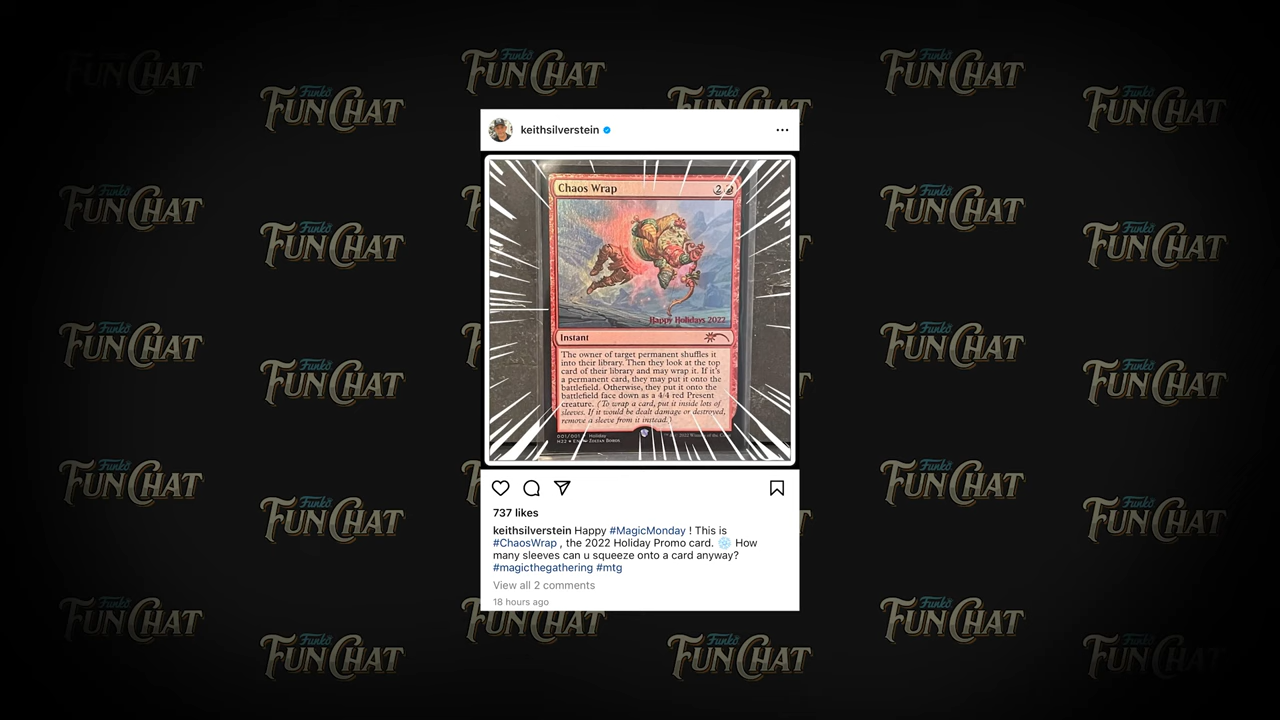 Funko
FUN CHAT
keithsilverstein
Chaos Wrap
2
Happy Holidays 2022
Instant
The owner of target permanent shuffles it
into their library. Then they look at the top
card of their library and may wrap it. If it's
a permanent card, they may put it onto the
battlefield. Otherwise, they put it onto the
battlefield face down as a 4/4 red Present
creature. (To wrap a card, put it inside lots of
sleeves. If it would be dealt damage or destroyed,
remove a sleeve from it instead.)
001/001 Holiday
H22
737 likes
keithsilverstein Happy #MagicMonday ! This is
#ChaosWrap , the 2022 Holiday Promo card. How
many sleeves can u squeeze onto a card anyway?
#magicthegathering #mtg
View all 2 comments
18 hours ago